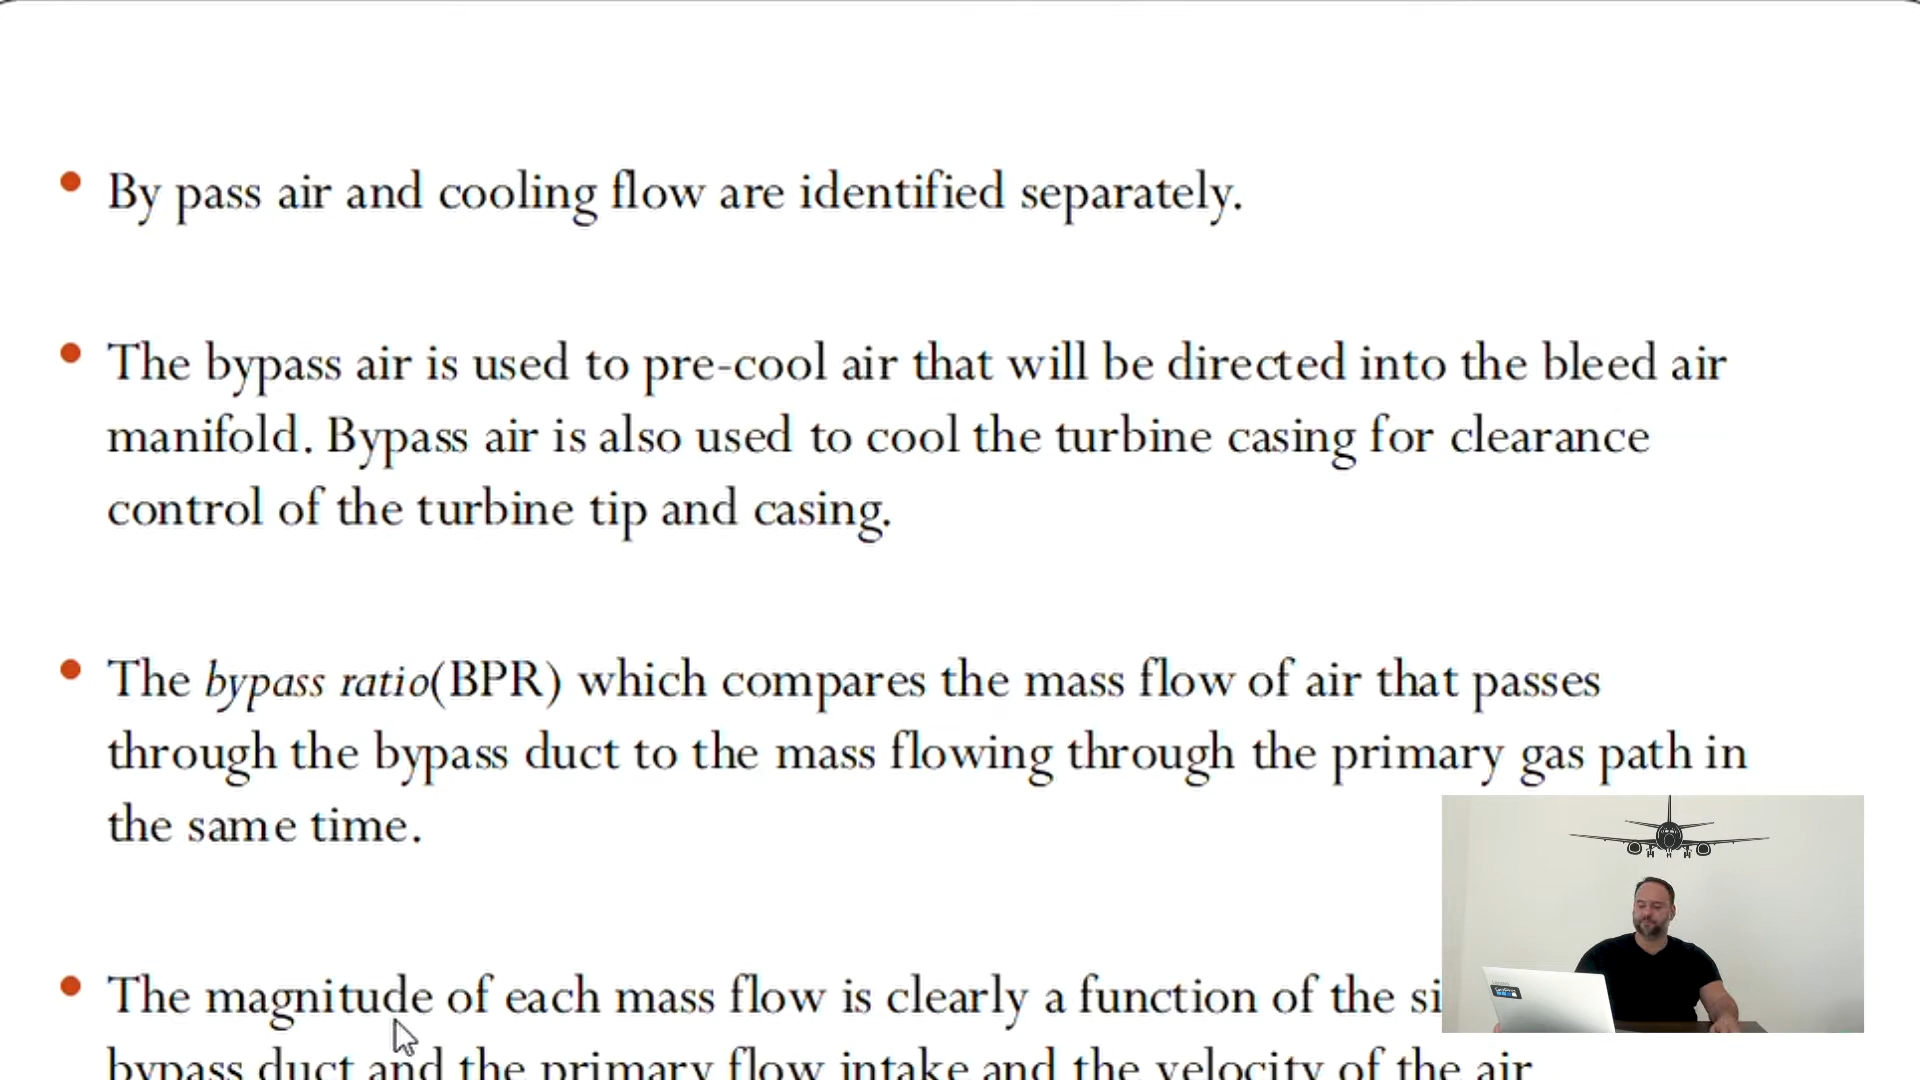 By pass air and cooling flow are identified separately.
The bypass air is used to pre-cool air that will be directed into the bleed air
manifold. Bypass air is also used to cool the turbine casing for clearance
control of the turbine tip and casing.
The bypass ratio(BPR) which compares the mass flow of air that passes
through the bypass duct to the mass flowing through the primary gas path in
the same time.
The magnitude of each mass flow is clearly a function of the
bypass duct and the primary flow intake and the velocity of the air